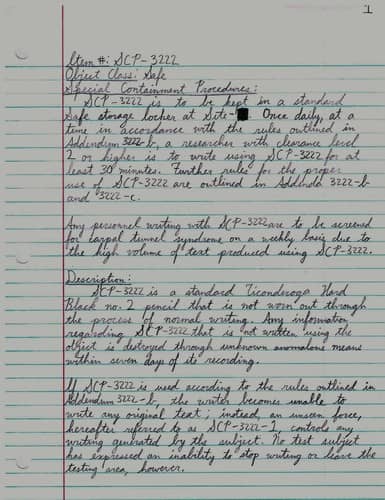 1
Item #: SCP-3222
Object Class: Safe
Special Containment Procedures:
SCP-3222 is to be kept in a standard
safe storage locker at Site-█. Once daily, at a
time in accordance with the rules outlined in
Addendum 3222-b, a researcher with clearance level
2 or higher is to write using SCP-3222 for at
least 30 minutes. Further rules for the proper
use of SCP-3222 are outlined in Addenda 3222-b
and 3222-c.
Any personnel writing with SCP-3222 are to be screened
for carpal tunnel syndrome on a weekly basis due to
the high volume of text produced using SCP-3222.
Description:
SCP-3222 is a standard Ticonderoga Hard
Black no. 2 pencil that is not worn out through
the process of normal writing. Any information
regarding SCP-3222 that is not written using the
object is destroyed through unknown anomalous means
within seven days of its recording.
If SCP-3222 is used according to the rules outlined in
Addendum 3222-b, the writer becomes unable to
write any original text; instead, an unseen force,
hereafter referred to as SCP-3222-1, controls any
writing generated by the subject. No test subject
has expressed an inability to stop writing or leave the
testing area, however.